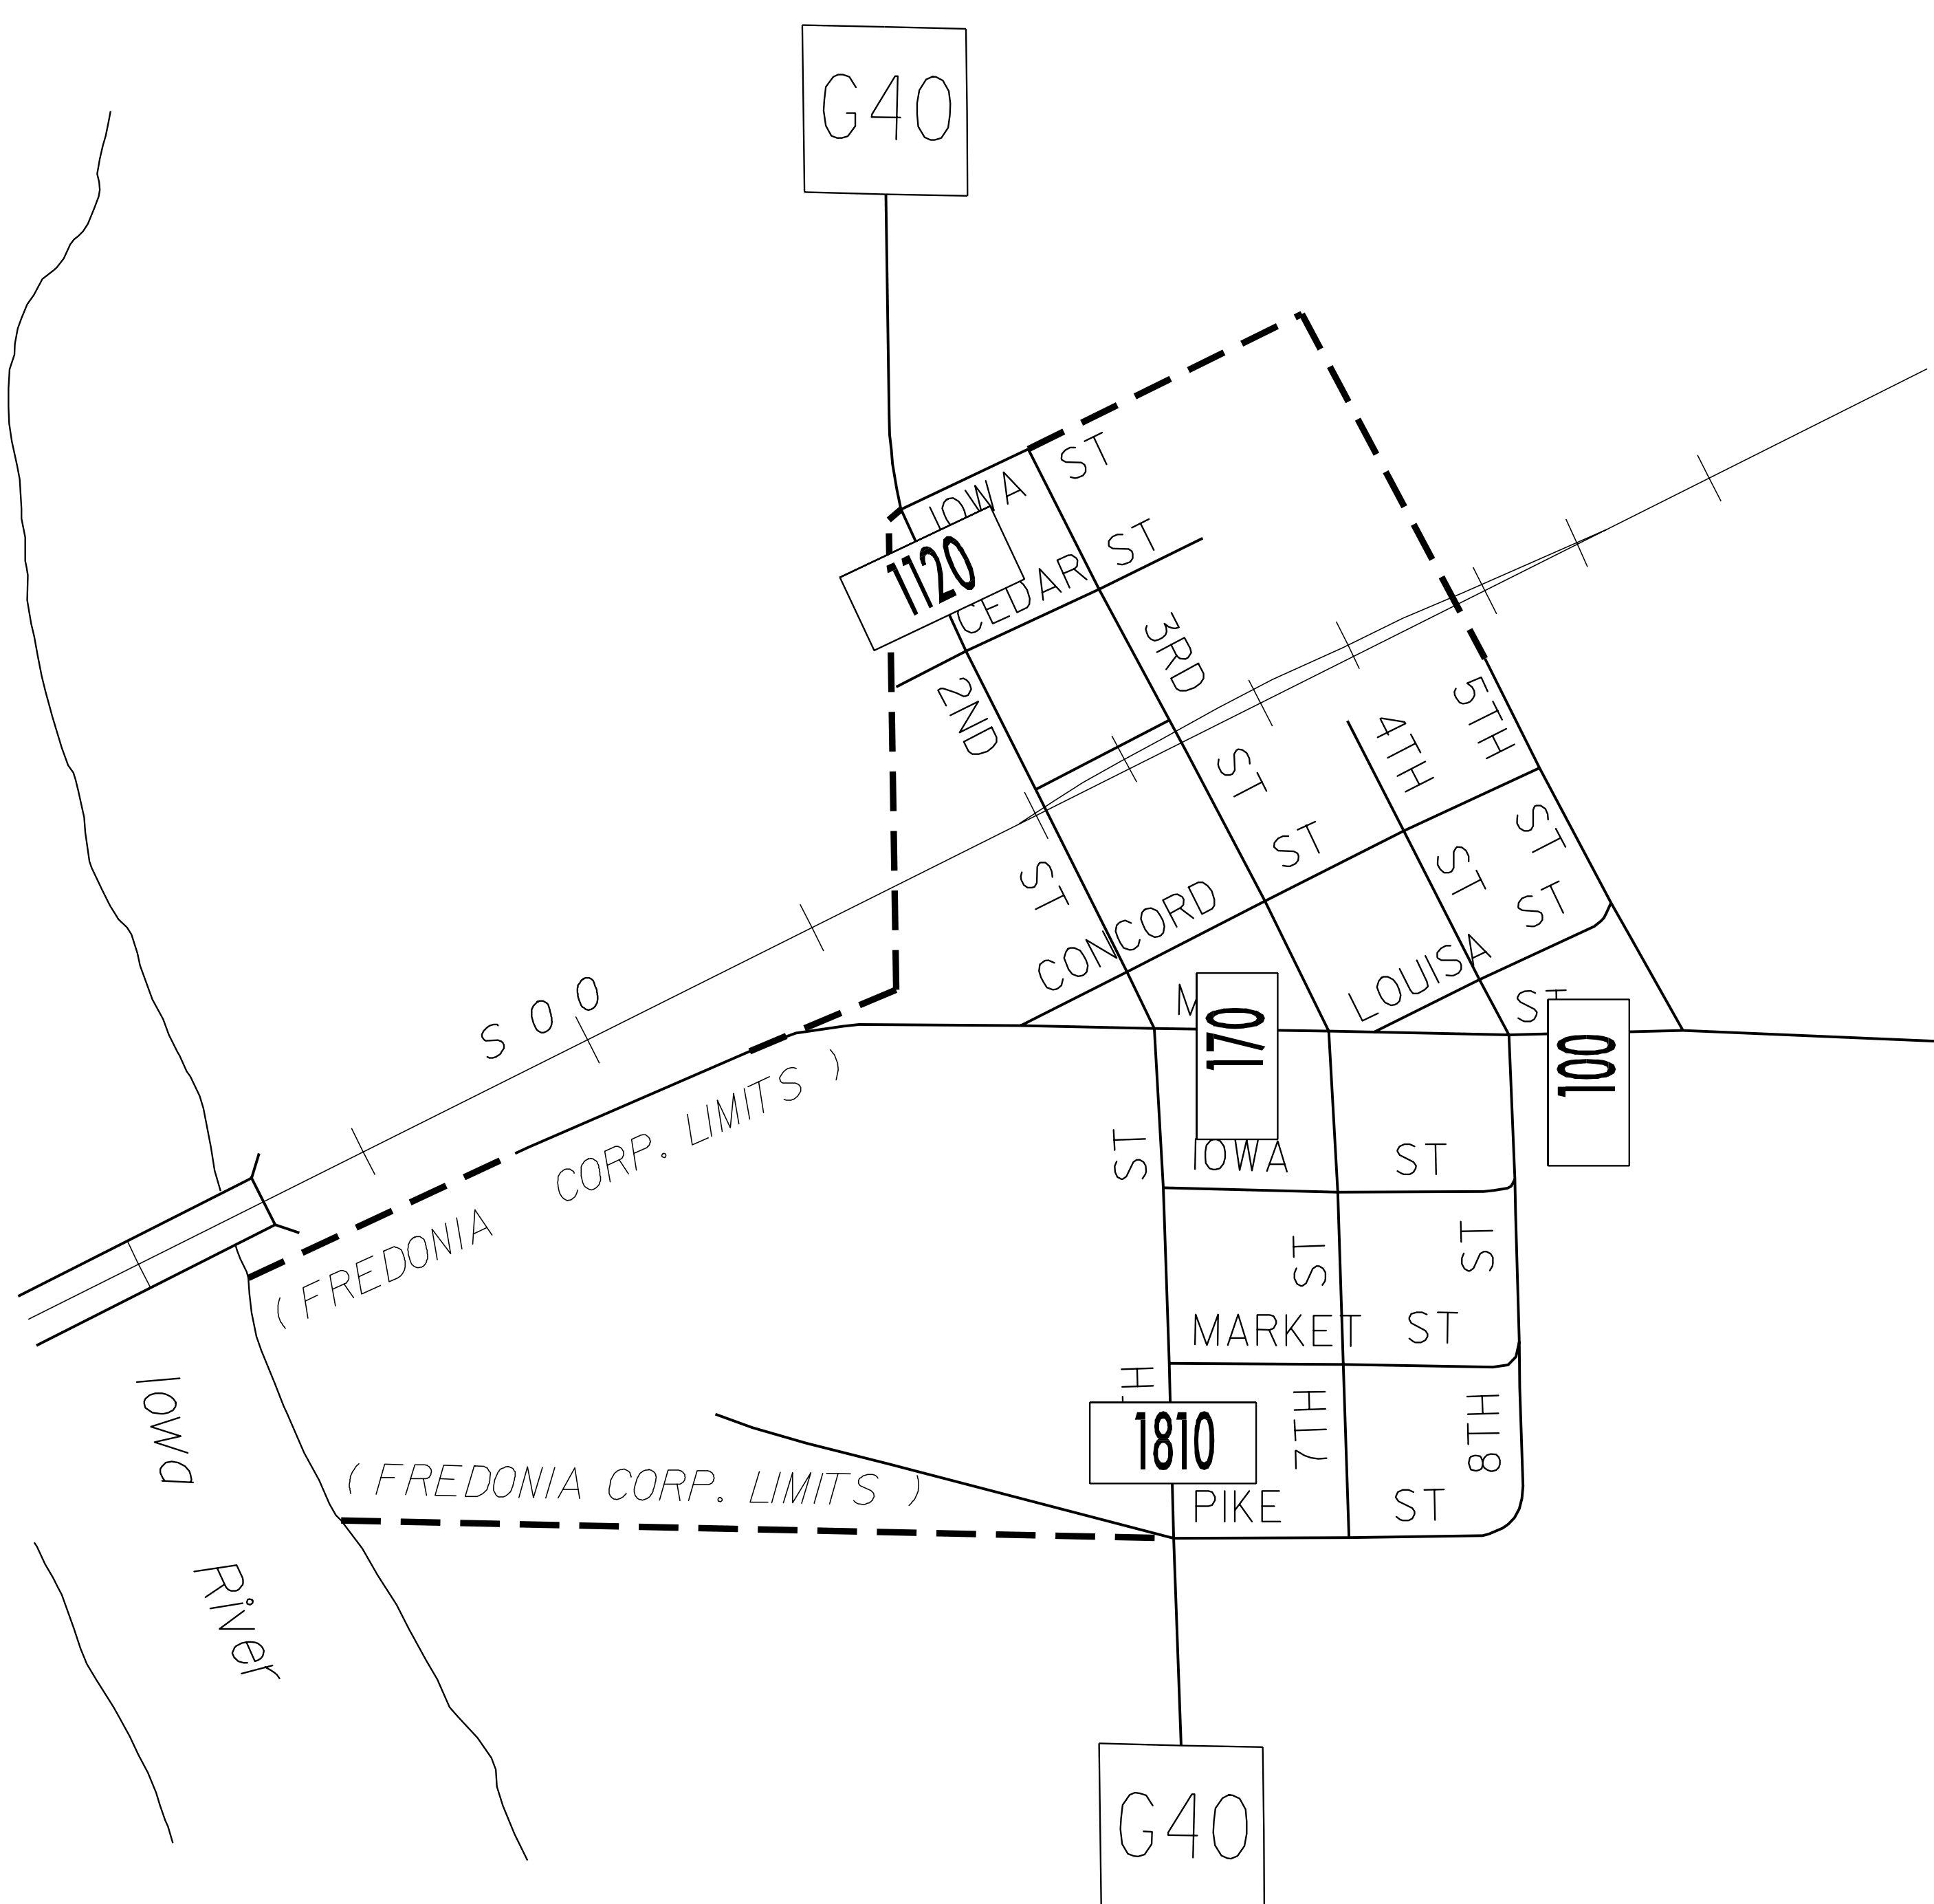 G40
IOWA ST
1120
CEDAR ST
3RD ST
2ND ST
5TH ST
4TH ST
CONCORD ST
LOUISA ST
SOO
170
ST
100
(FREDONIA CORP. LIMITS)
ST
IOWA ST
ST
ST
MARKET ST
7TH
8TH
1810
PIKE ST
(FREDONIA CORP. LIMITS)
Iowa River
G40